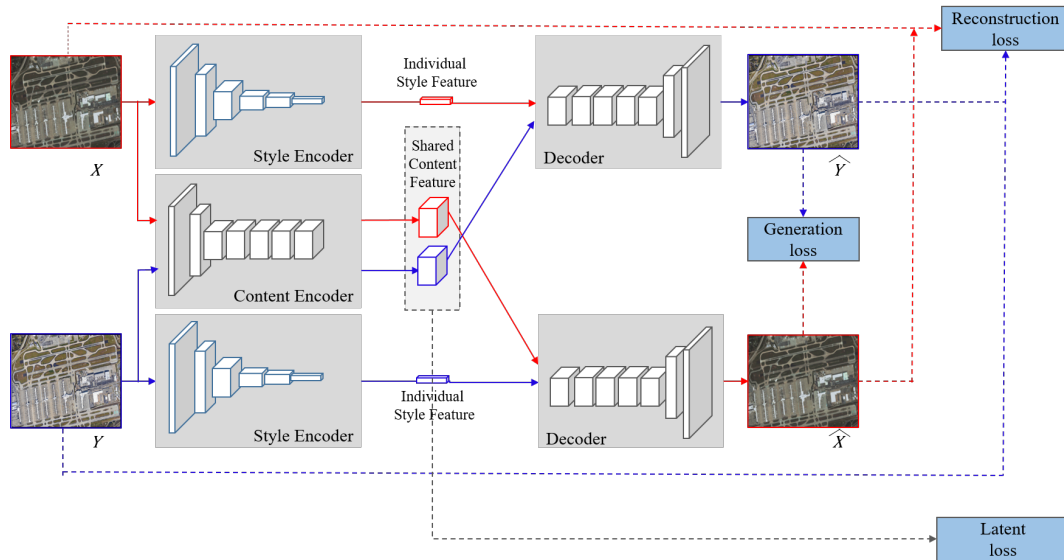 Reconstruction
loss
Individual
Style Feature
Style Encoder
Decoder
X
Ŷ
Shared
Content
Feature
Generation
loss
Content Encoder
Individual
Style Feature
Style Encoder
Decoder
Y
X̂
Latent
loss